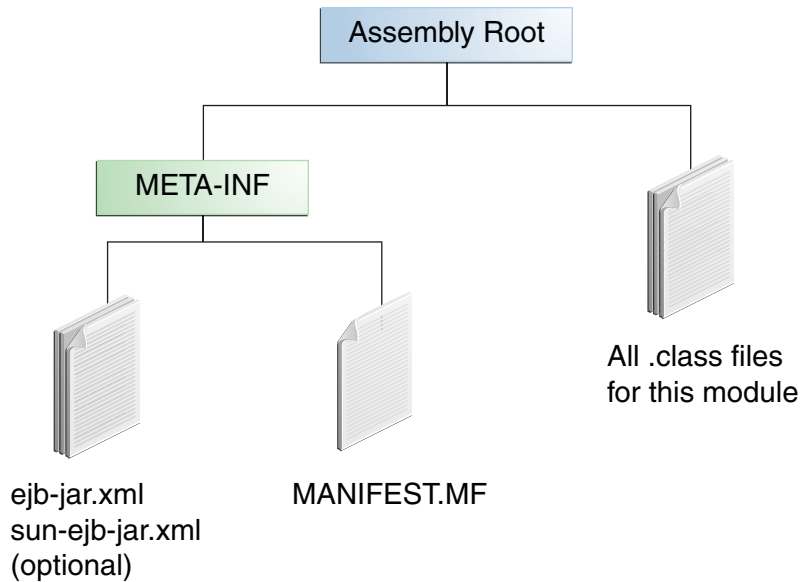 Assembly Root
META-INF
All .class files
for this module
ejb-jar.xml
sun-ejb-jar.xml
(optional)
MANIFEST.MF